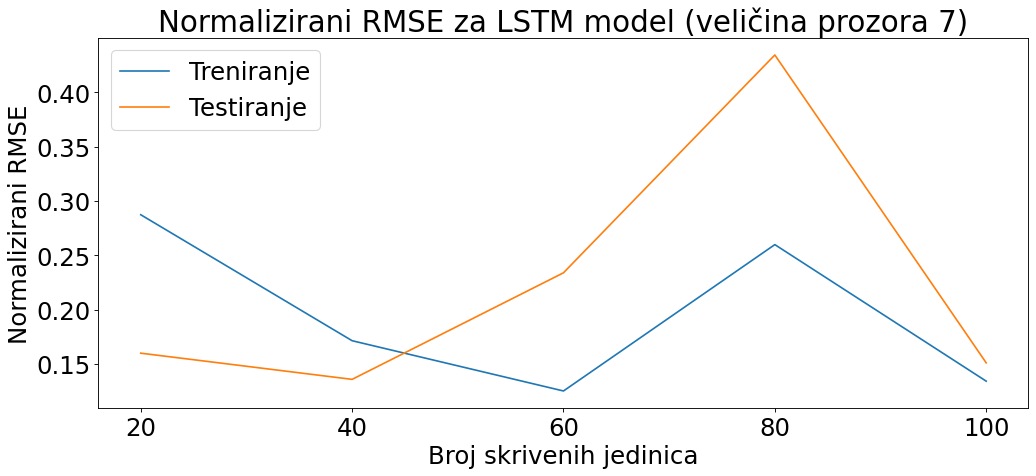 Normalizirani RMSE za LSTM model (veličina prozora 7)
Treniranje
Testiranje
Normalizirani RMSE
0.40
0.35
0.30
0.25
0.20
0.15
20 40 60 80 100
Broj skrivenih jedinica